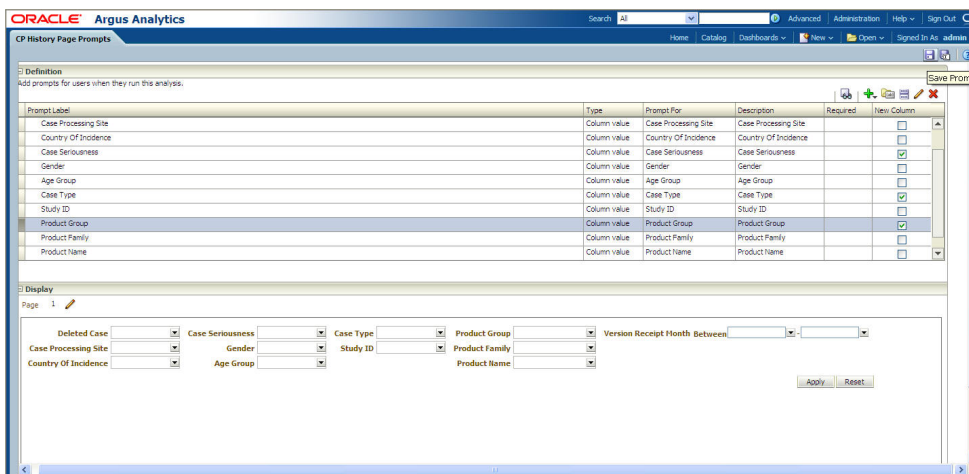 ORACLE® Argus Analytics Search All Advanced Administration Help Sign Out
CP History Page Prompts Home Catalog Dashboards New Open Signed In As admin
Save Prom
Definition
Add prompts for users when they run this analysis.
Prompt Label Type Prompt For Description Required New Column
Case Processing Site Column value Case Processing Site Case Processing Site
Country Of Incidence Column value Country Of Incidence Country Of Incidence
Case Seriousness Column value Case Seriousness Case Seriousness
Gender Column value Gender Gender
Age Group Column value Age Group Age Group
Case Type Column value Case Type Case Type
Study ID Column value Study ID Study ID
Product Group Column value Product Group Product Group
Product Family Column value Product Family Product Family
Product Name Column value Product Name Product Name
Display
Page 1
Deleted Case Case Seriousness Case Type Product Group Version Receipt Month Between -
Case Processing Site Gender Study ID Product Family
Country Of Incidence Age Group Product Name
Apply Reset